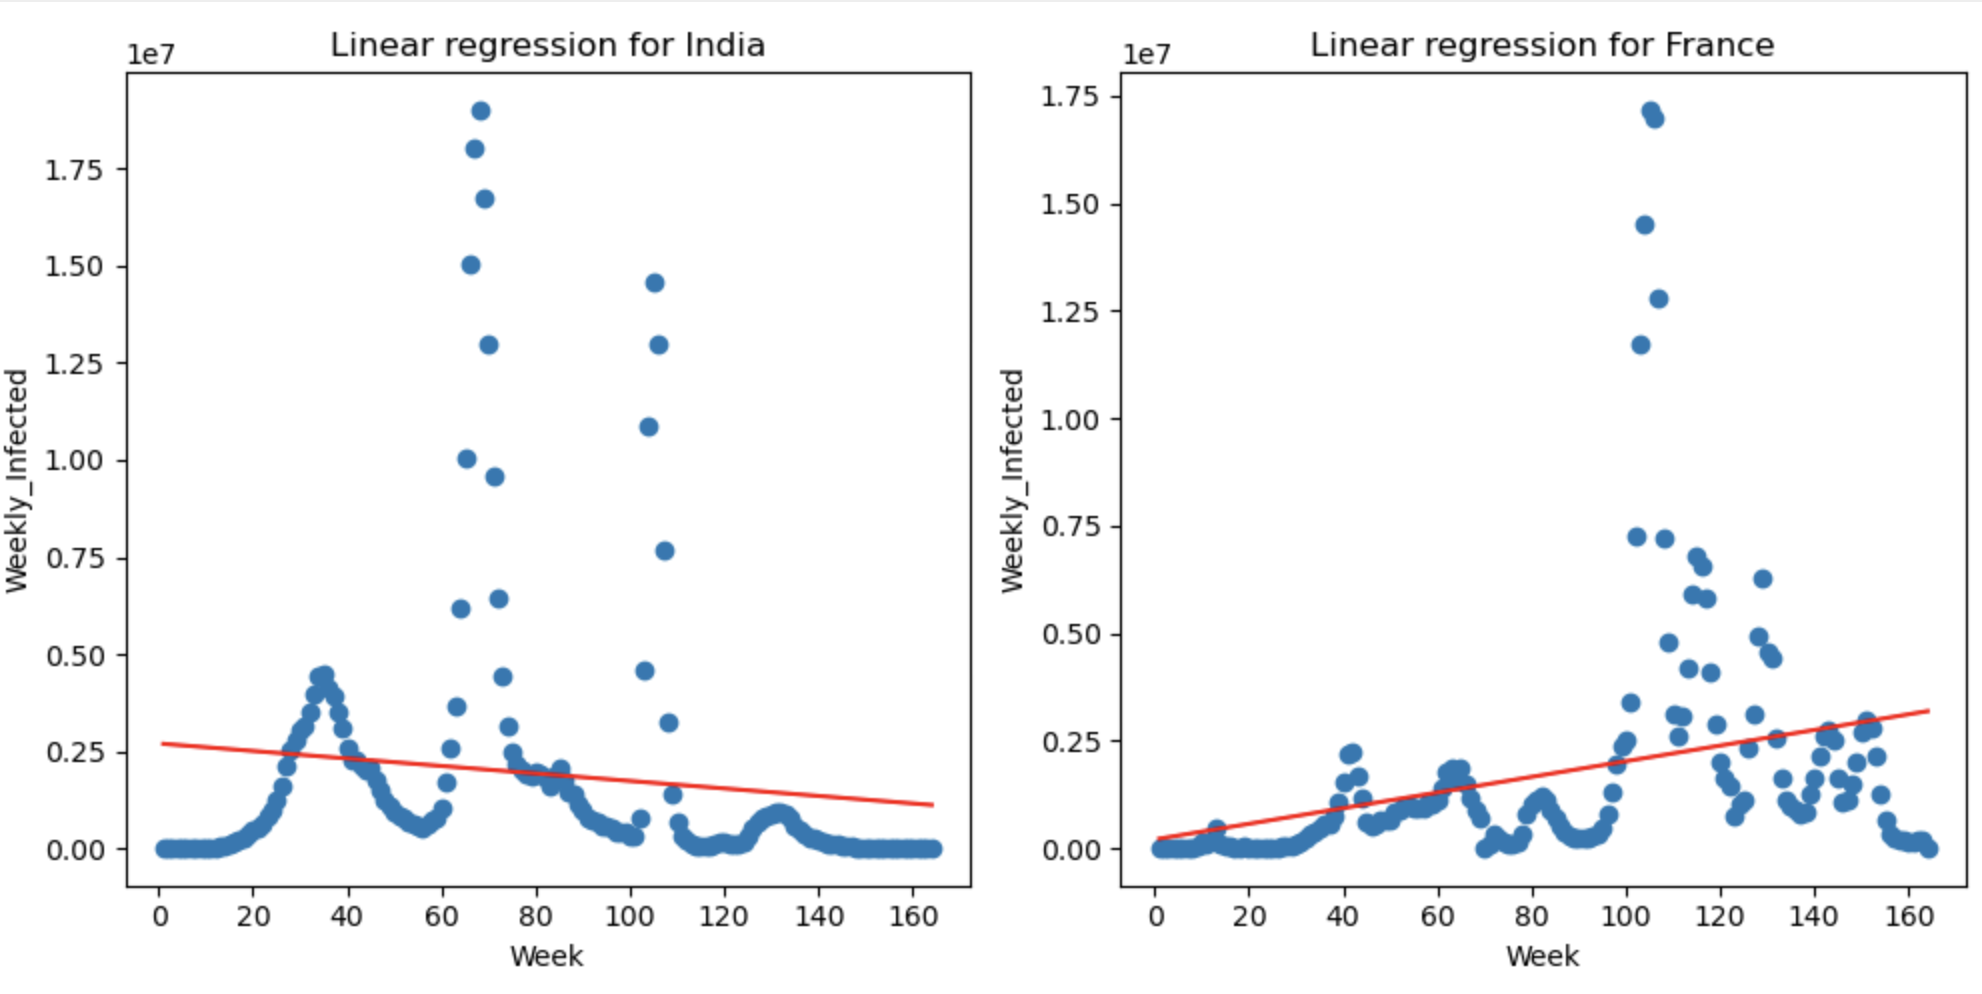 Linear regression for India
1e7
1.75
1.50
1.25
1.00
0.75
0.50
0.25
0.00
Weekly_Infected
0 20 40 60 80 100 120 140 160
Week
Linear regression for France
1e7
1.75
1.50
1.25
1.00
0.75
0.50
0.25
0.00
Weekly_Infected
0 20 40 60 80 100 120 140 160
Week